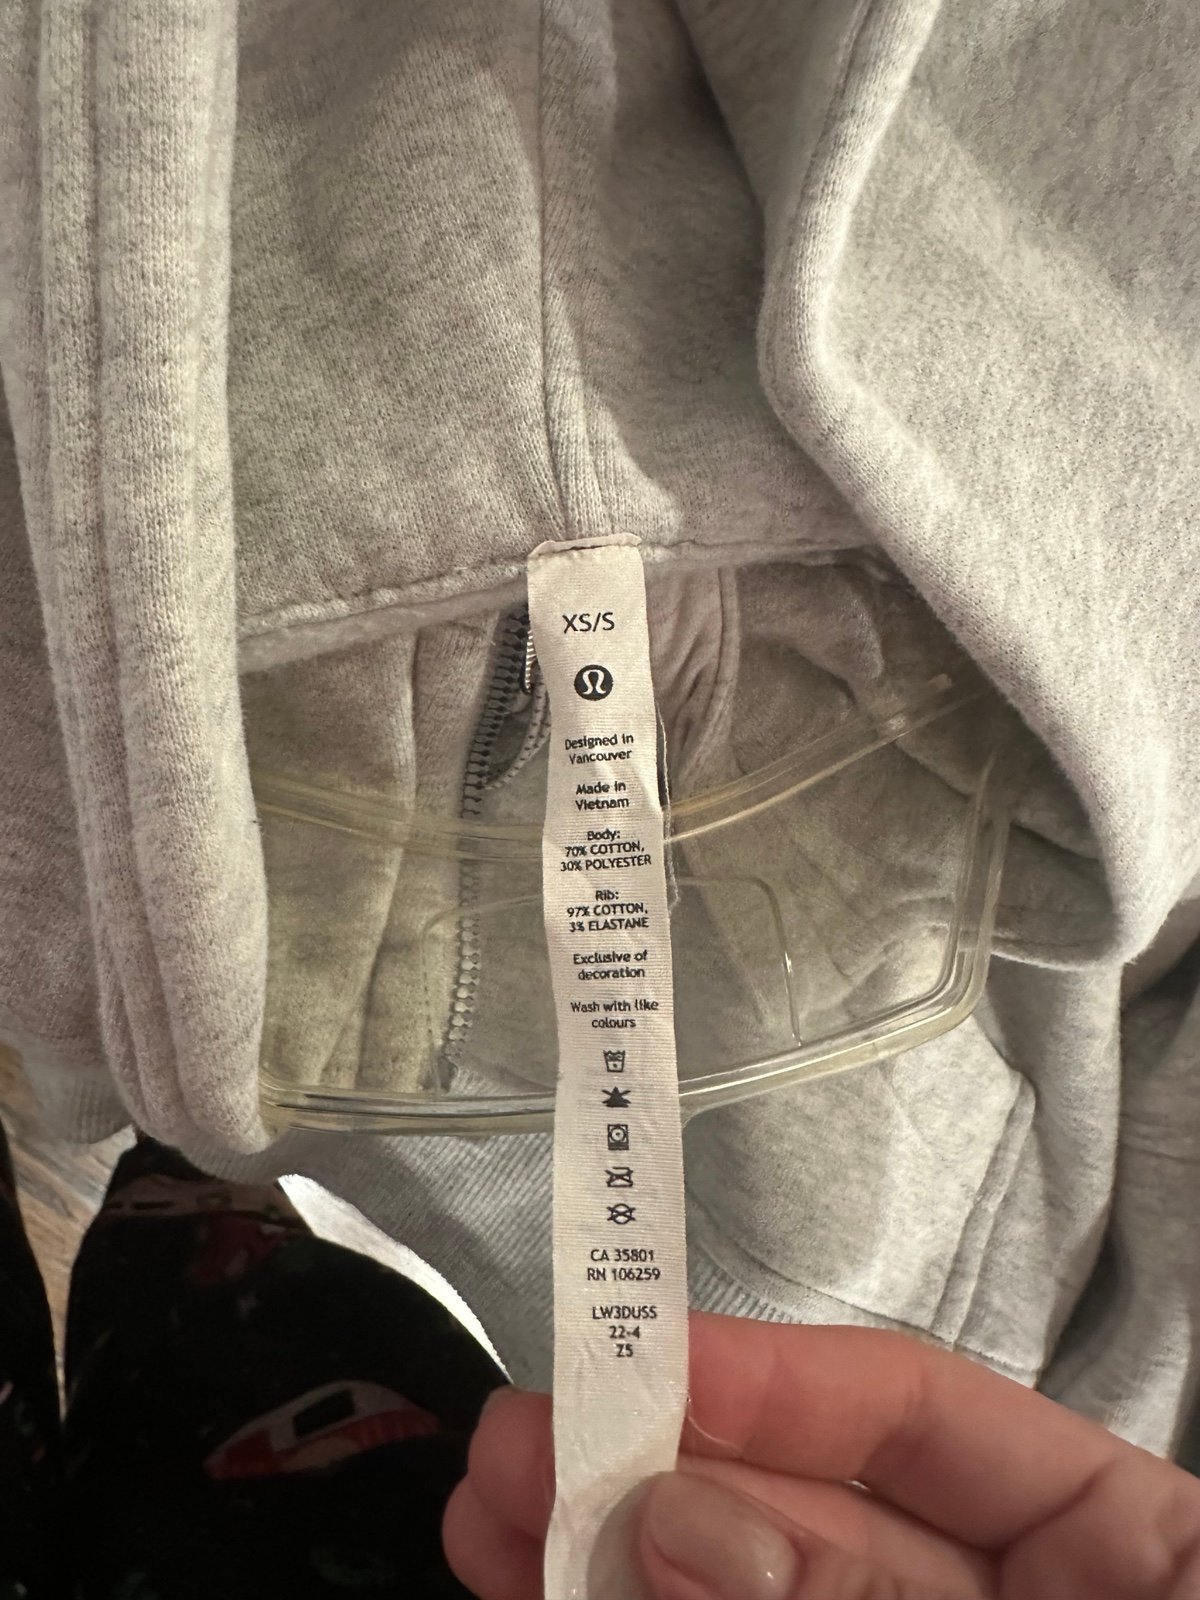 XS/S
Designed in
Vancouver
Made in
Vietnam
Body:
70% COTTON,
30% POLYESTER
Rib:
97% COTTON,
3% ELASTANE
Exclusive of
decoration
Wash with like
colours
CA 35801
RN 106259
LW3DUSS
22-4
Z5